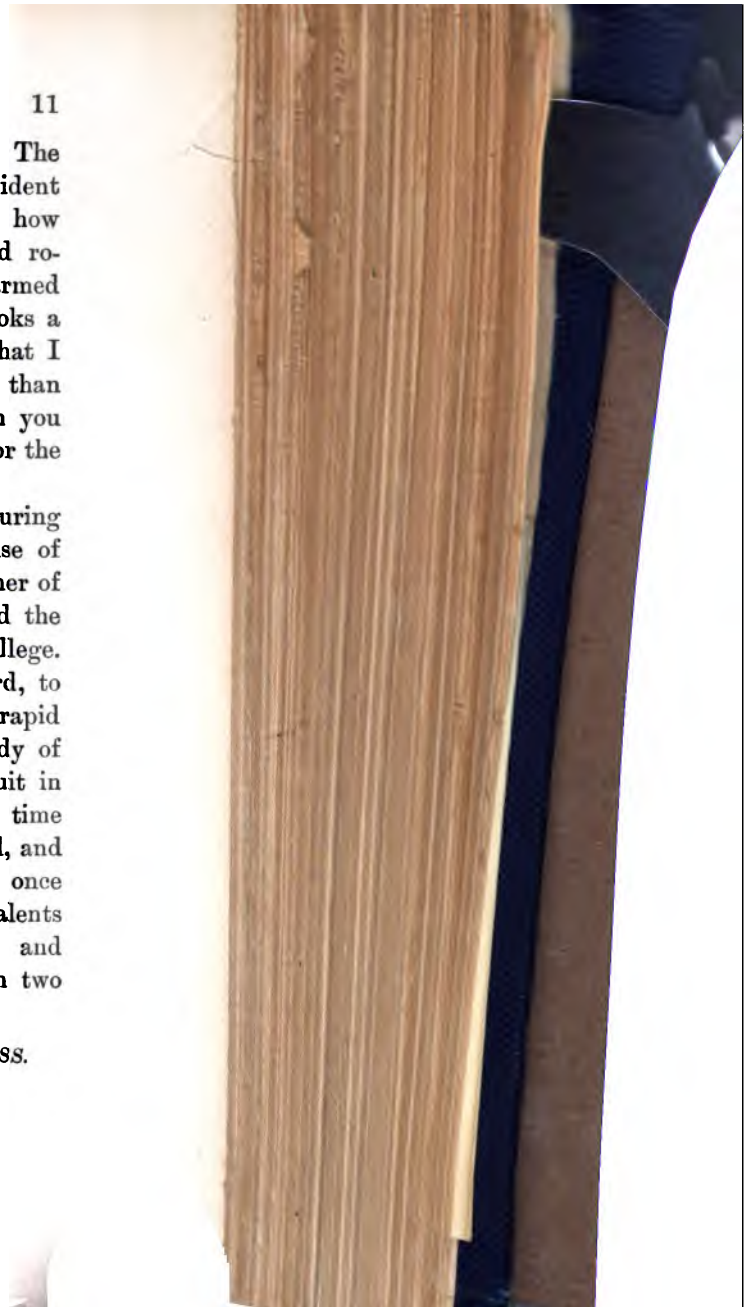 11
The
ident
how
d ro-
rmed
oks a
hat I
than
n you
or the
uring
se of
ner of
d the
llege.
rd, to
rapid
dy of
uit in
time
l, and
once
alents
and
n two
ss.